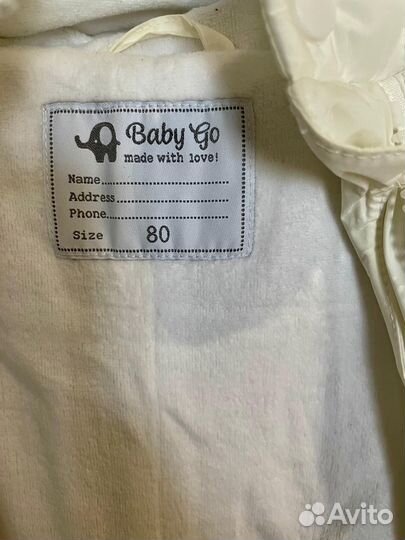 Baby Go
made with love!
Name..............................
Address.........................
Phone...........................
Size 80
Avito